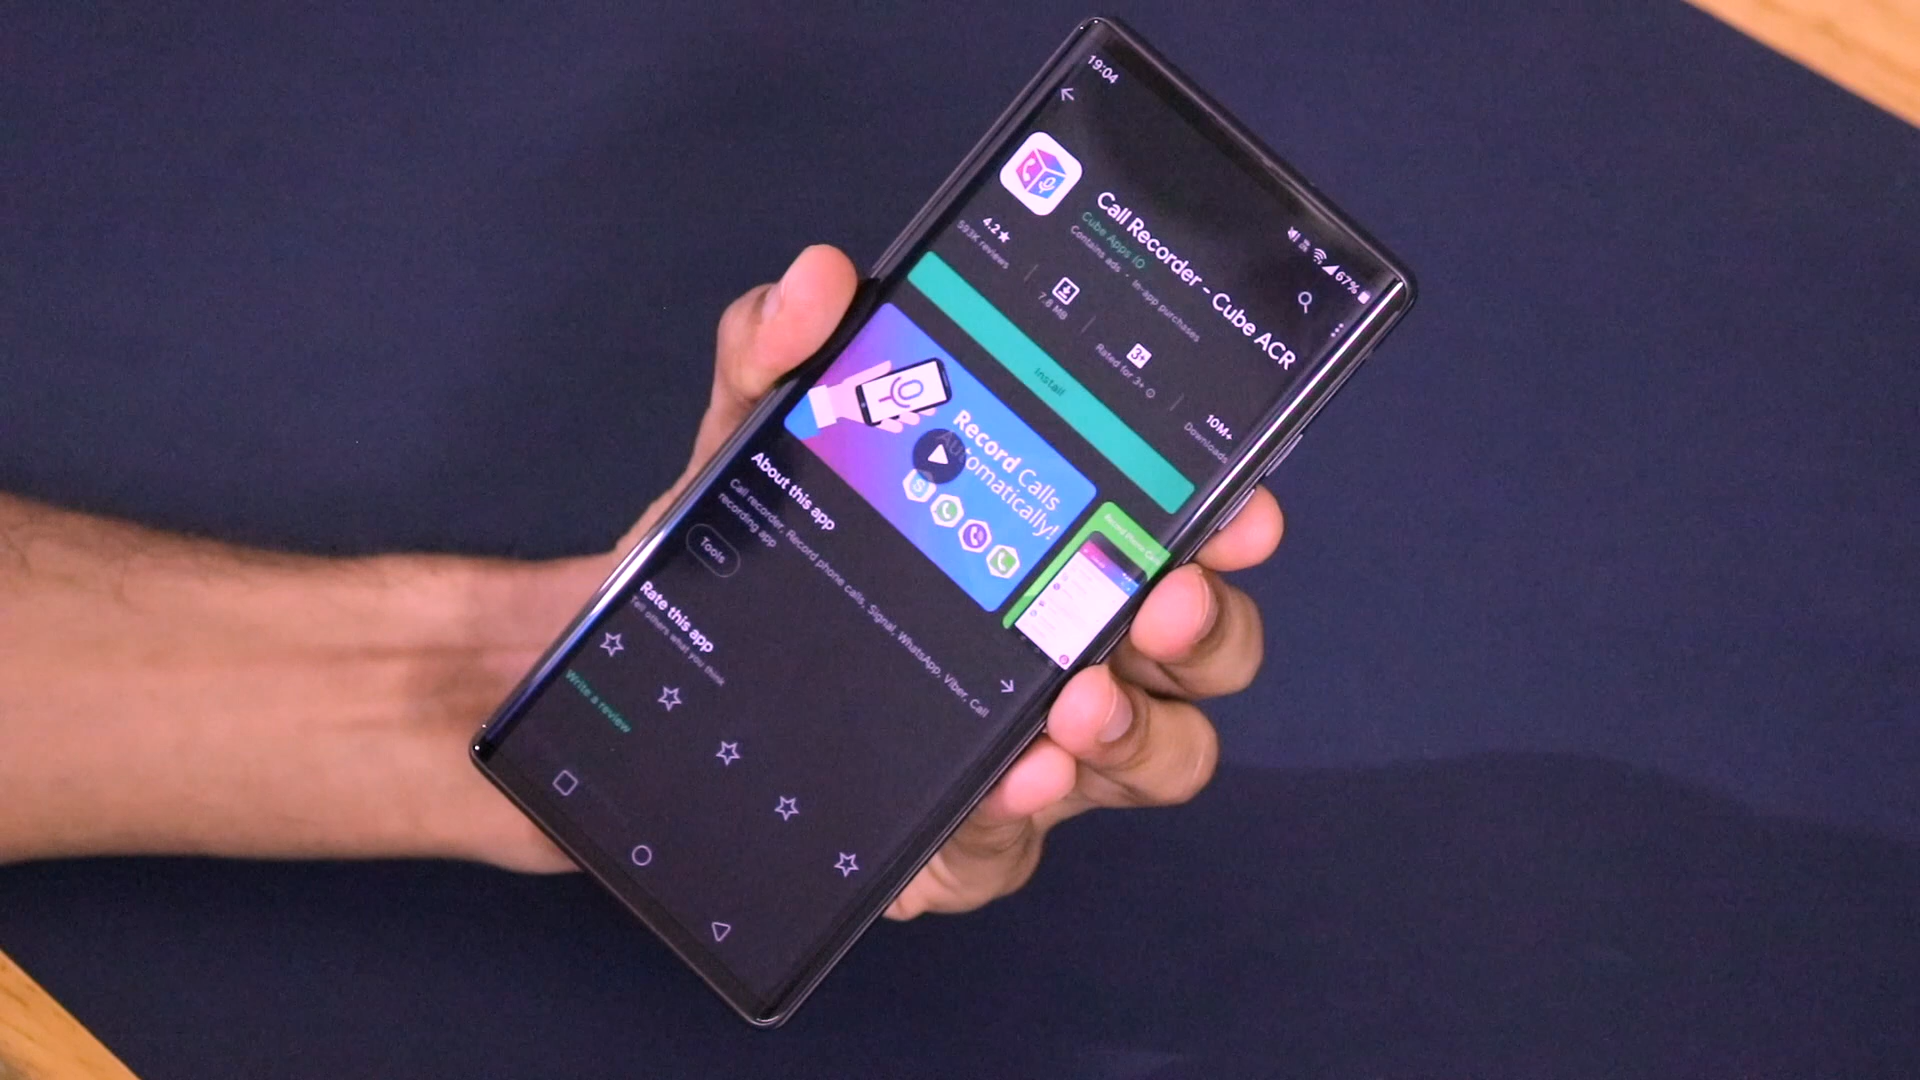 19:04
67%
Call Recorder - Cube ACR
Cube Apps IO
Contains ads · In-app purchases
4.2★
593K reviews
7.8 MB
3+
Rated for 3+
10M+
Downloads
Install
Record Calls
Automatically!
Record Phone
About this app
Call recorder, Record phone calls, Signal, WhatsApp, Viber, Call
recording app
Tools
Rate this app
Tell others what you think
Write a review